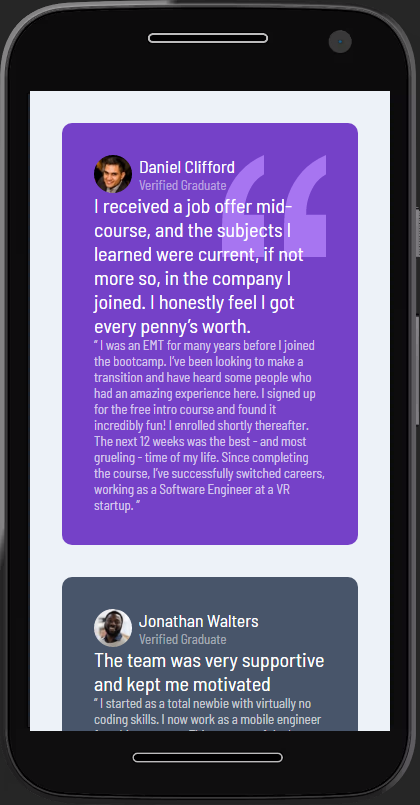 Daniel Clifford
Verified Graduate
I received a job offer mid-
course, and the subjects I
learned were current, if not
more so, in the company I
joined. I honestly feel I got
every penny’s worth.
“ I was an EMT for many years before I joined
the bootcamp. I’ve been looking to make a
transition and have heard some people who
had an amazing experience here. I signed up
for the free intro course and found it
incredibly fun! I enrolled shortly thereafter.
The next 12 weeks was the best - and most
grueling - time of my life. Since completing
the course, I’ve successfully switched careers,
working as a Software Engineer at a VR
startup. ”
Jonathan Walters
Verified Graduate
The team was very supportive
and kept me motivated
“ I started as a total newbie with virtually no
coding skills. I now work as a mobile engineer